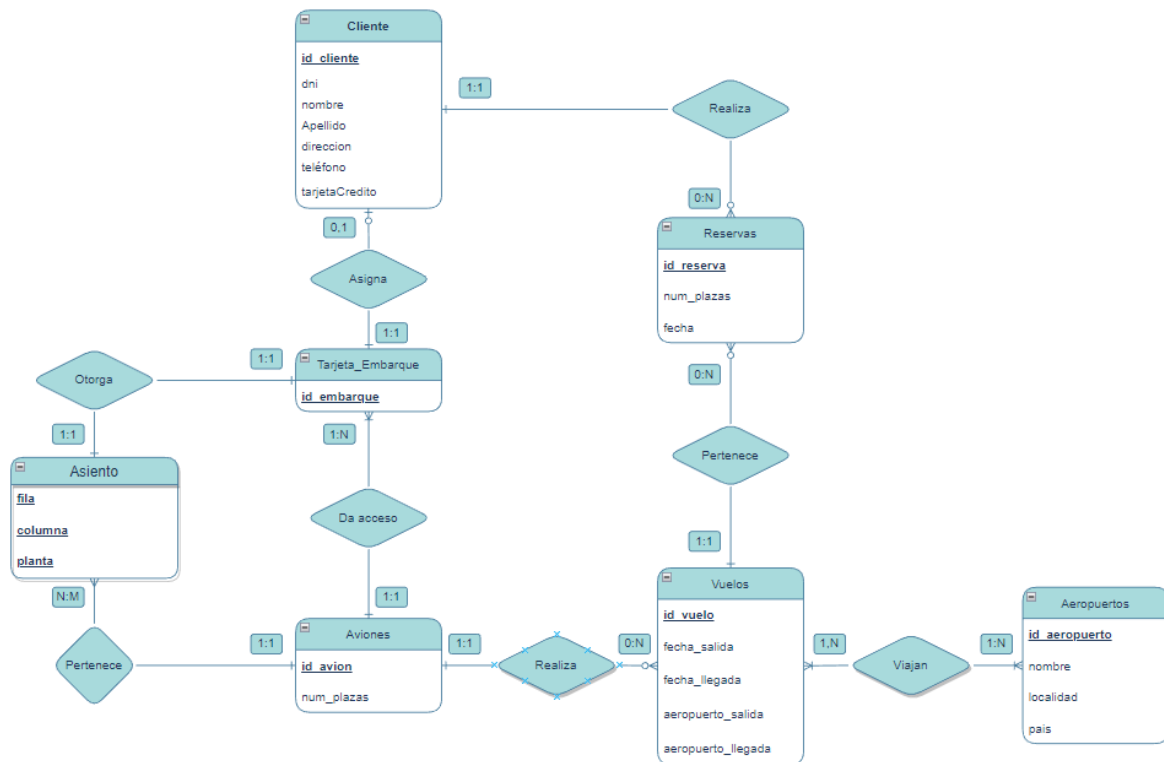 Cliente
id_cliente
dni
nombre
Apellido
direccion
teléfono
tarjetaCredito
1:1
Realiza
0:N
0,1
Reservas
id_reserva
num_plazas
fecha
Asigna
1:1
1:1
Tarjeta_Embarque
id_embarque
Otorga
0:N
1:1
1:N
Asiento
fila
columna
planta
Pertenece
Da acceso
1:1
N:M
1:1
Vuelos
id_vuelo
fecha_salida
fecha_llegada
aeropuerto_salida
aeropuerto_llegada
Aeropuertos
id_aeropuerto
nombre
localidad
pais
1:1
Aviones
id_avion
num_plazas
1:1
Realiza
0:N
1,N
Viajan
1:N
Pertenece